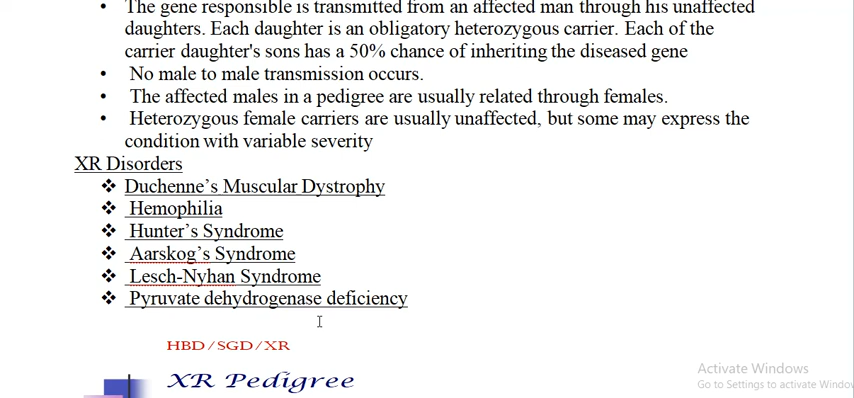 • The gene responsible is transmitted from an affected man through his unaffected
daughters. Each daughter is an obligatory heterozygous carrier. Each of the
carrier daughter's sons has a 50% chance of inheriting the diseased gene
• No male to male transmission occurs.
• The affected males in a pedigree are usually related through females.
• Heterozygous female carriers are usually unaffected, but some may express the
condition with variable severity
XR Disorders
❖ Duchenne’s Muscular Dystrophy
❖ Hemophilia
❖ Hunter’s Syndrome
❖ Aarskog’s Syndrome
❖ Lesch-Nyhan Syndrome
❖ Pyruvate dehydrogenase deficiency
HBD/SGD/XR
XR Pedigree
Activate Windows
Go to Settings to activate Windows